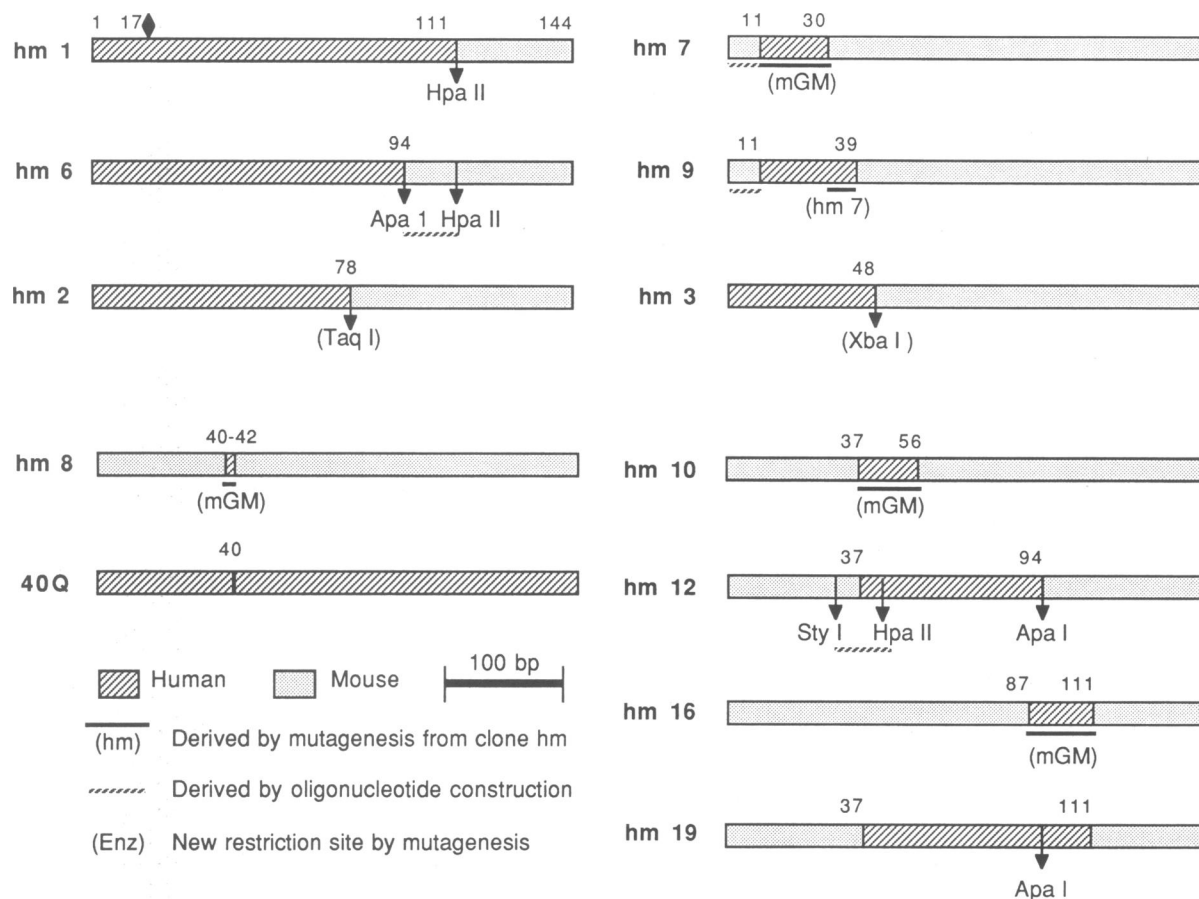 1 17 111 144
hm 1
Hpa II
94
hm 6
Apa 1 Hpa II
78
hm 2
(Taq I)
40-42
hm 8
(mGM)
40
40Q
Human Mouse 100 bp
(hm) Derived by mutagenesis from clone hm
Derived by oligonucleotide construction
(Enz) New restriction site by mutagenesis
11 30
hm 7
(mGM)
11 39
hm 9
(hm 7)
48
hm 3
(Xba I )
37 56
hm 10
(mGM)
37 94
hm 12
Sty I Hpa II Apa I
87 111
hm 16
(mGM)
37 111
hm 19
Apa I